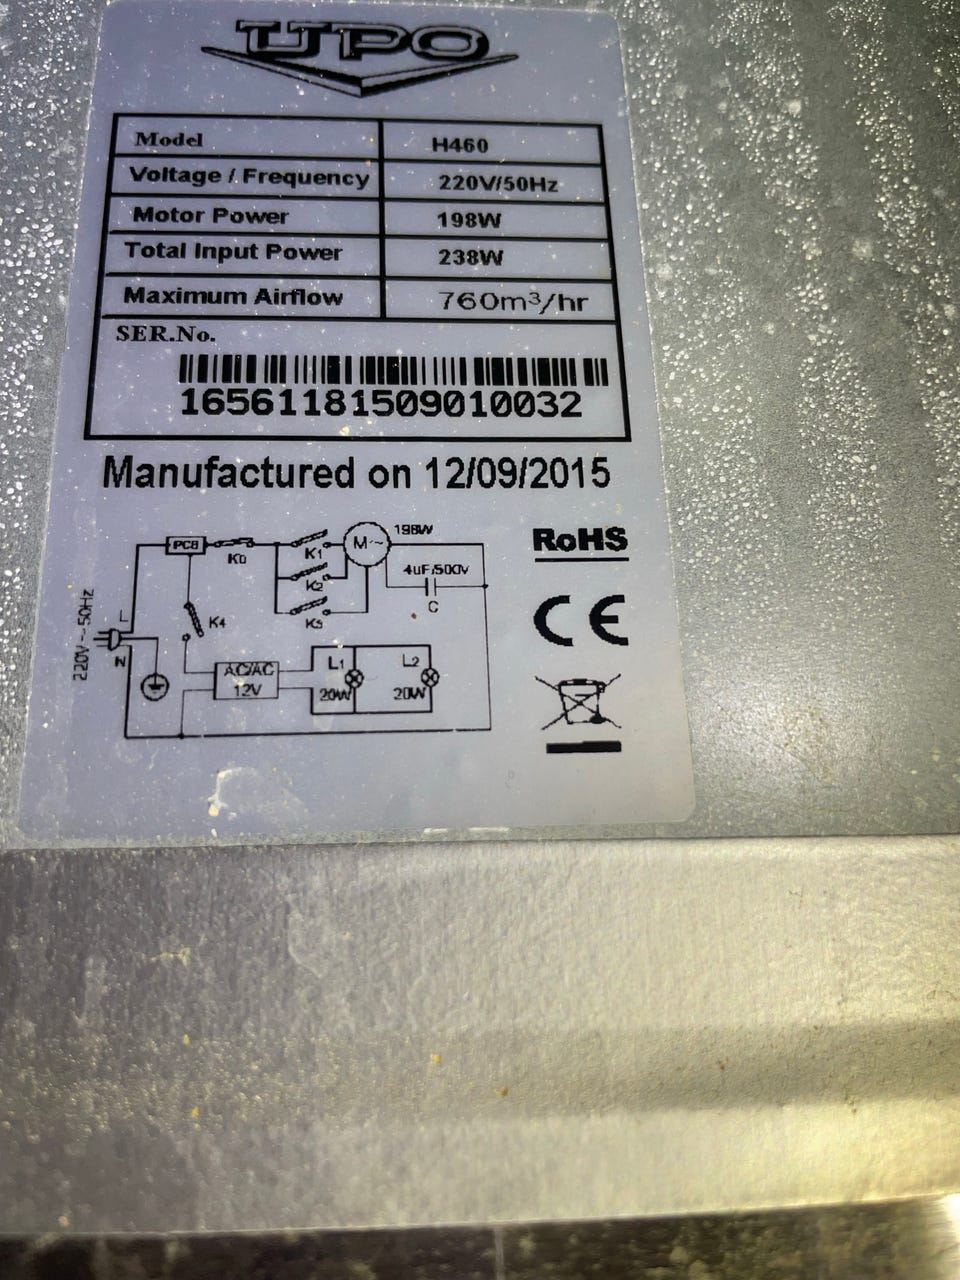 UPO
Model H460
Voltage / Frequency 220V/50Hz
Motor Power 198W
Total Input Power 238W
Maximum Airflow 760m³/hr
SER.No.
16561181509010032
Manufactured on 12/09/2015
198W
PCB
K0
K1
M~
4uF/500V
K2
C
K3
K4
220V~50Hz
L
N
AC/AC
12V
L1
20W
L2
20W
RoHS
CE